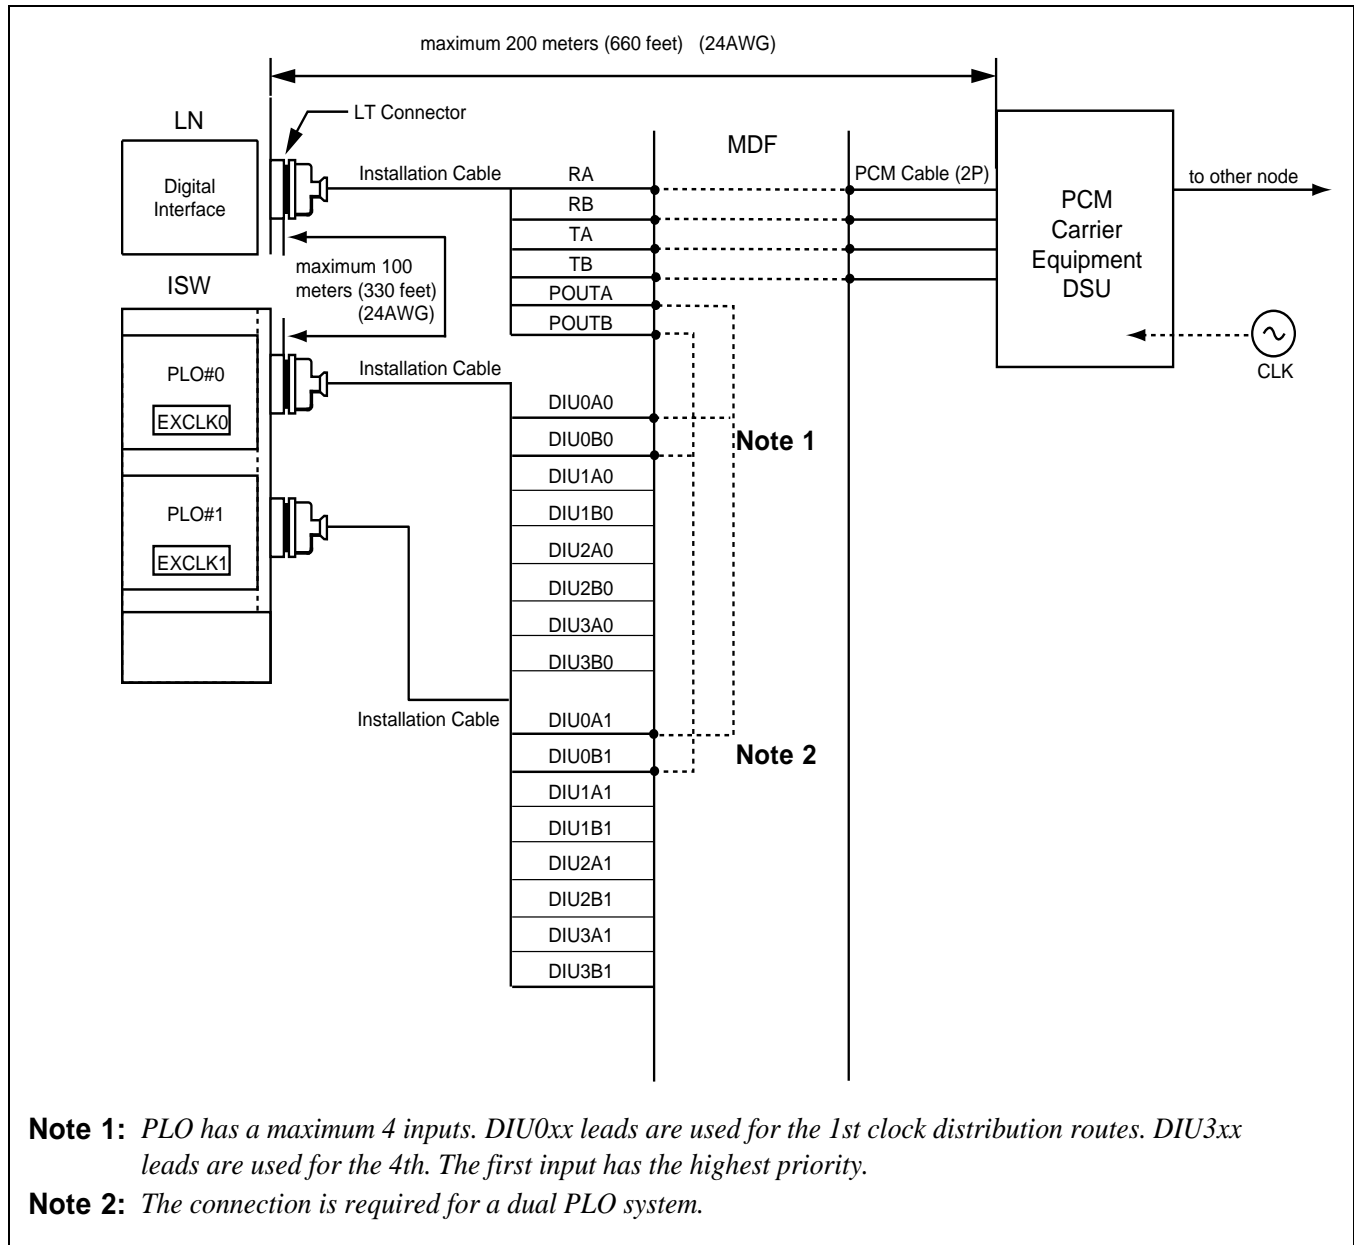 maximum 200 meters (660 feet) (24AWG)
LN
LT Connector
Digital
Interface
Installation Cable
RA
RB
TA
TB
POUTA
POUTB
MDF
PCM Cable (2P)
PCM
Carrier
Equipment
DSU
to other node
CLK
maximum 100
meters (330 feet)
(24AWG)
ISW
PLO#0
EXCLK0
Installation Cable
DIU0A0
DIU0B0
DIU1A0
DIU1B0
DIU2A0
DIU2B0
DIU3A0
DIU3B0
Note 1
PLO#1
EXCLK1
Installation Cable
DIU0A1
DIU0B1
DIU1A1
DIU1B1
DIU2A1
DIU2B1
DIU3A1
DIU3B1
Note 2
Note 1: PLO has a maximum 4 inputs. DIU0xx leads are used for the 1st clock distribution routes. DIU3xx
leads are used for the 4th. The first input has the highest priority.
Note 2: The connection is required for a dual PLO system.